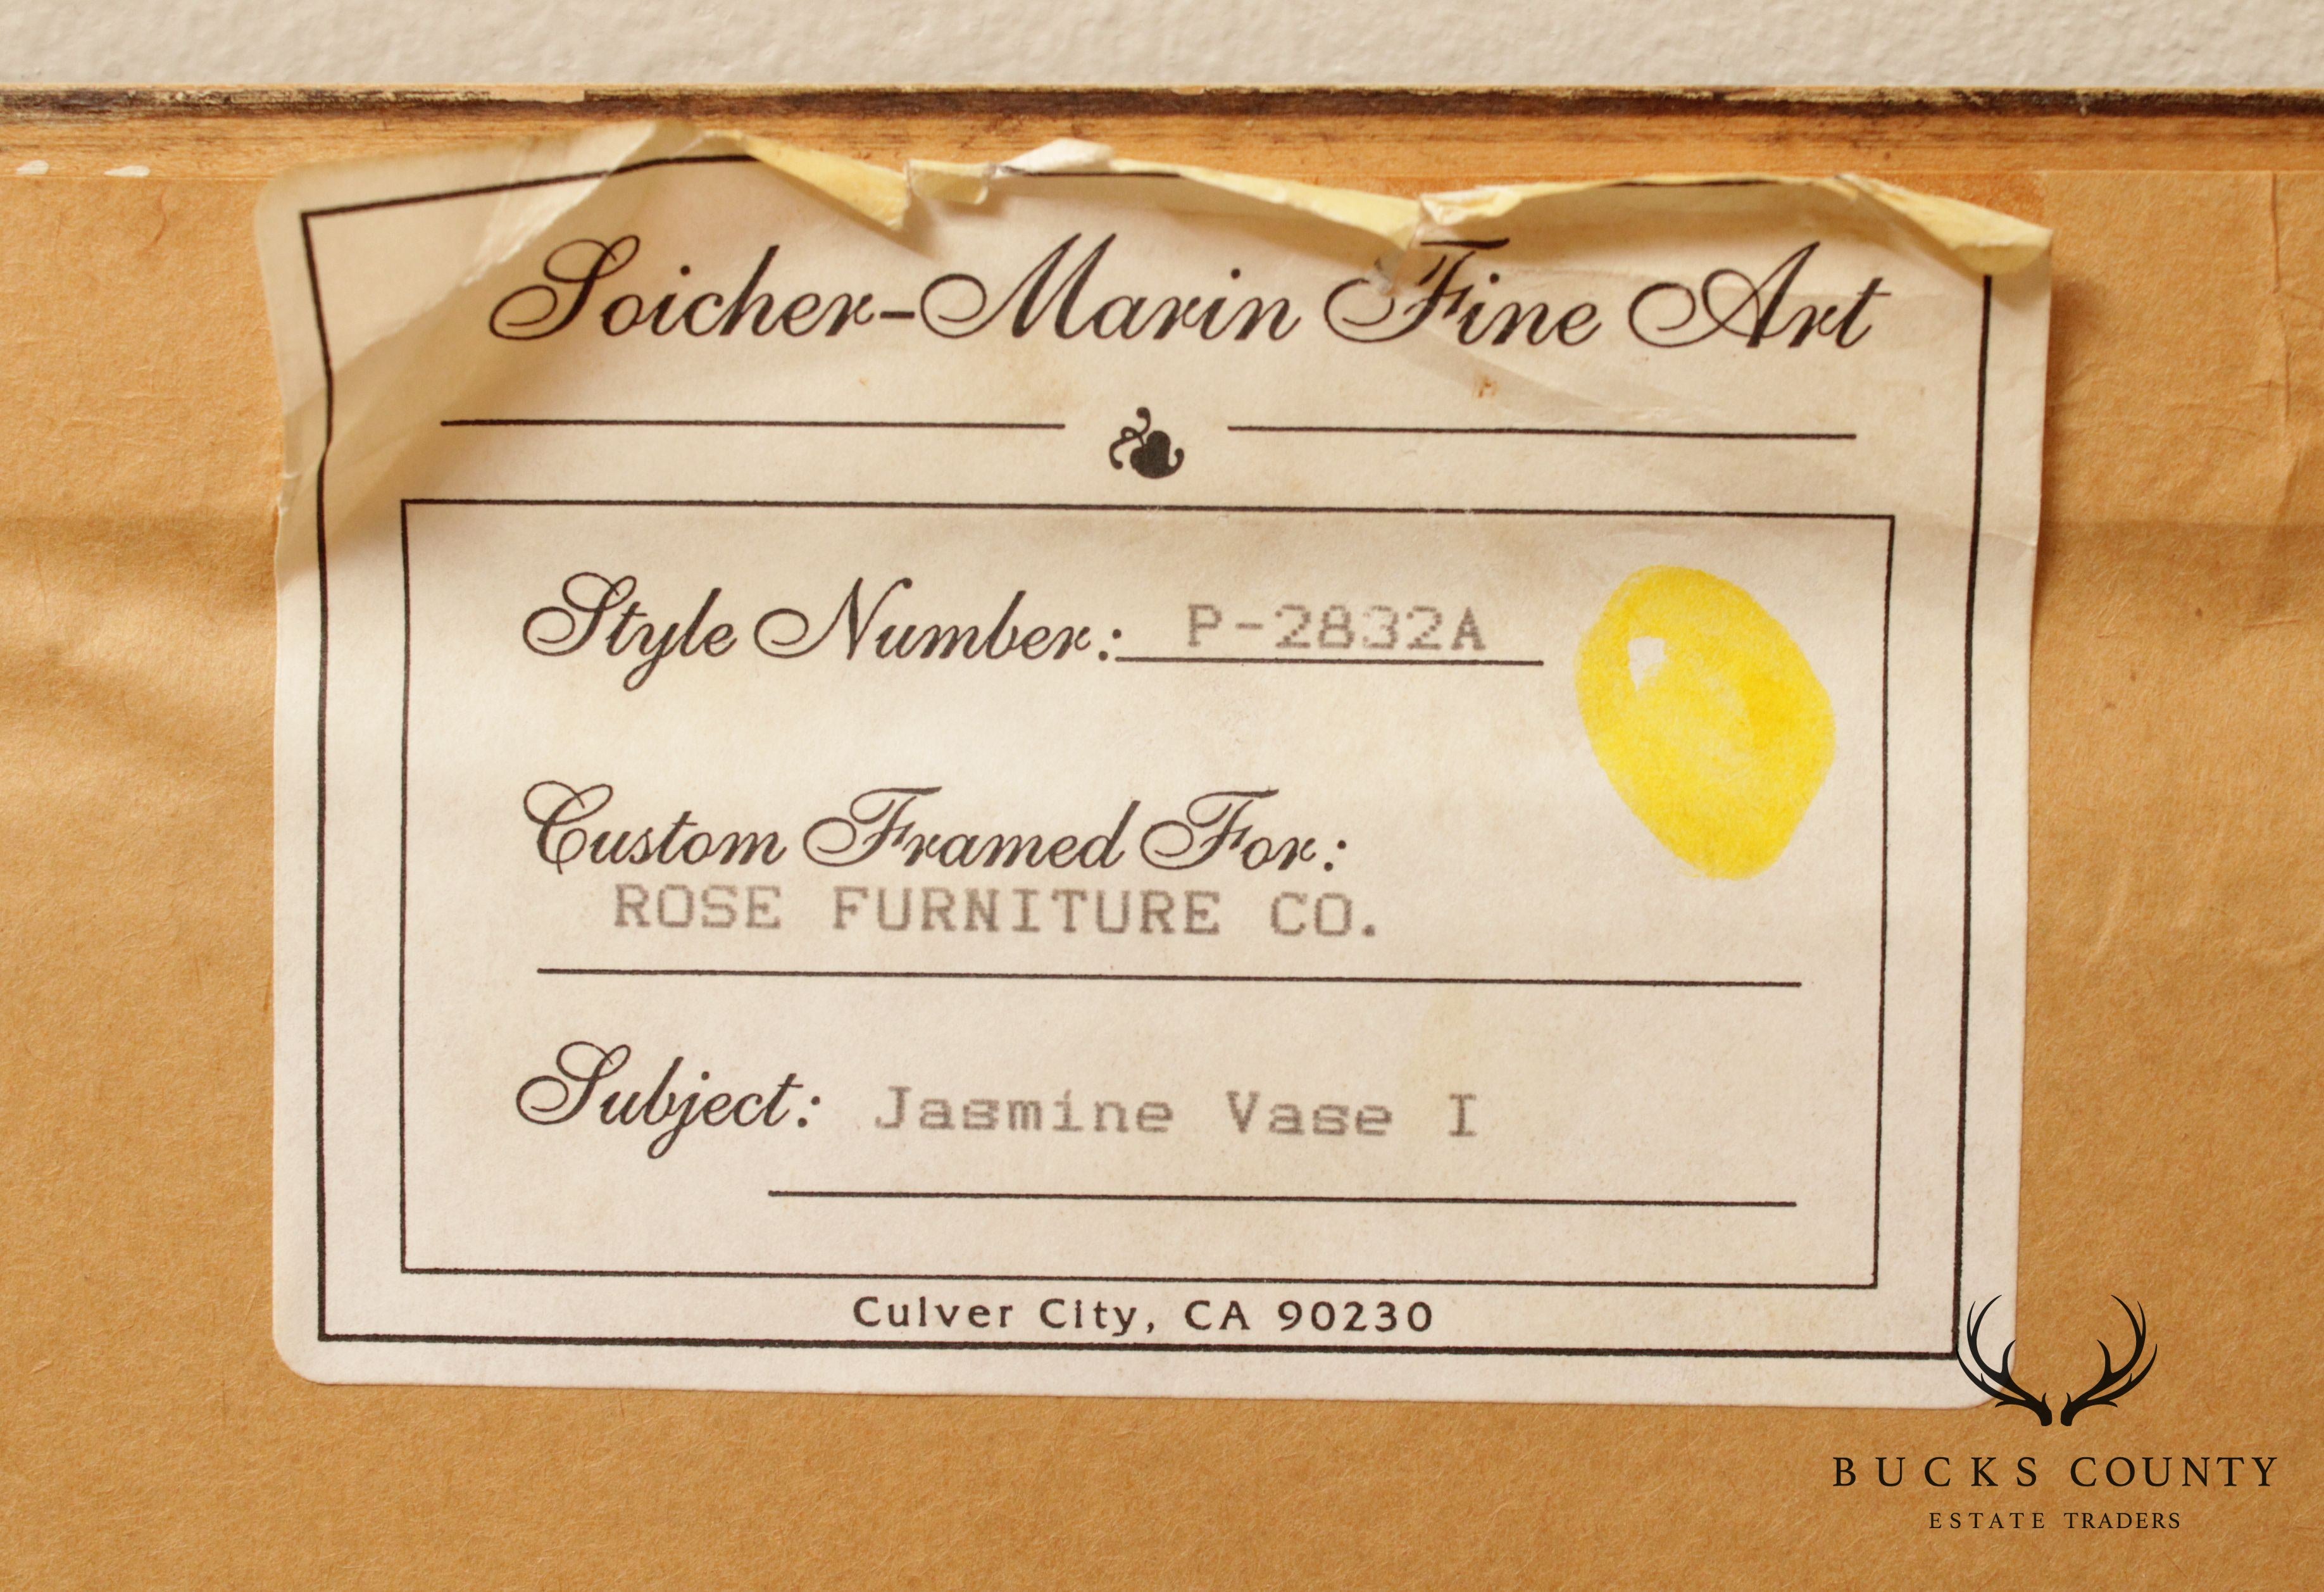 Soicher-Marin Fine Art
Style Number: P-2832A
Custom Framed For:
ROSE FURNITURE CO.
Subject: Jasmine Vase I
Culver City, CA 90230
BUCKS COUNTY
ESTATE TRADERS